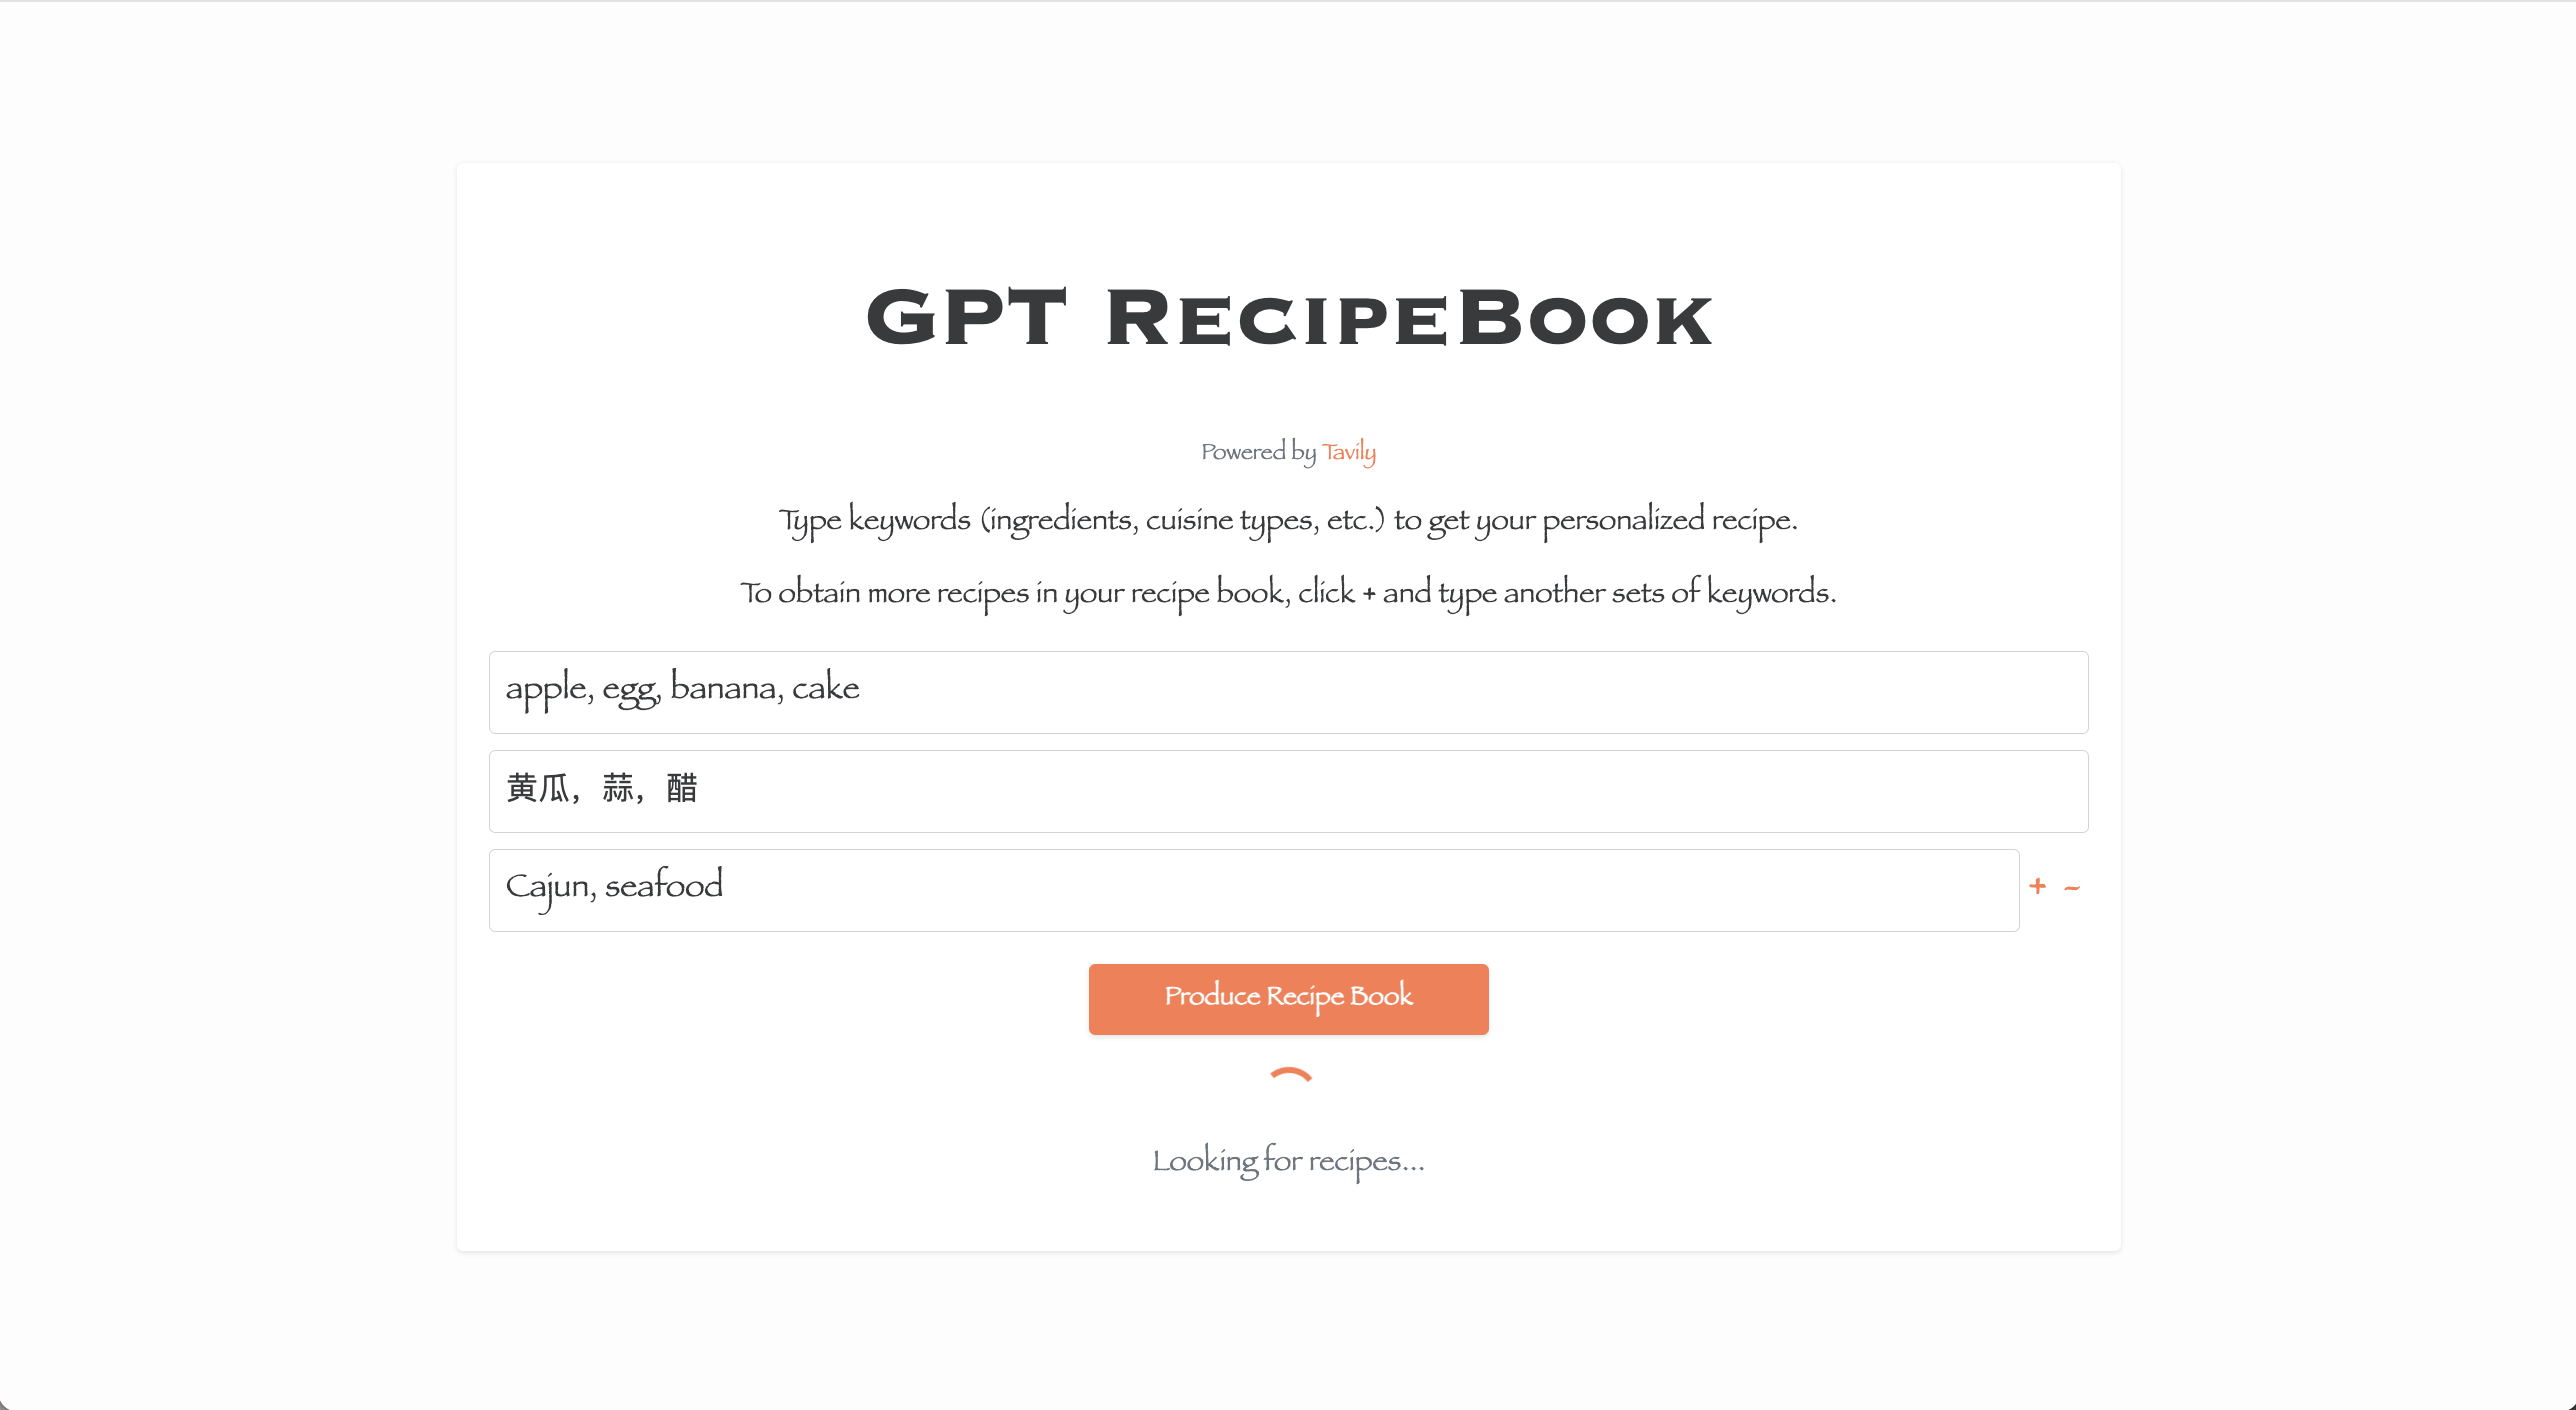 GPT RecipeBook
Powered by Tavily
Type keywords (ingredients, cuisine types, etc.) to get your personalized recipe.
To obtain more recipes in your recipe book, click + and type another sets of keywords.
apple, egg, banana, cake
黄瓜，蒜，醋
Cajun, seafood
+ -
Produce Recipe Book
Looking for recipes...